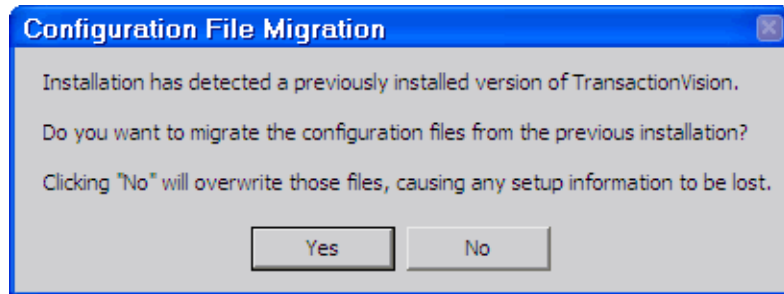 Configuration File Migration
Installation has detected a previously installed version of TransactionVision.
Do you want to migrate the configuration files from the previous installation?
Clicking "No" will overwrite those files, causing any setup information to be lost.
Yes No